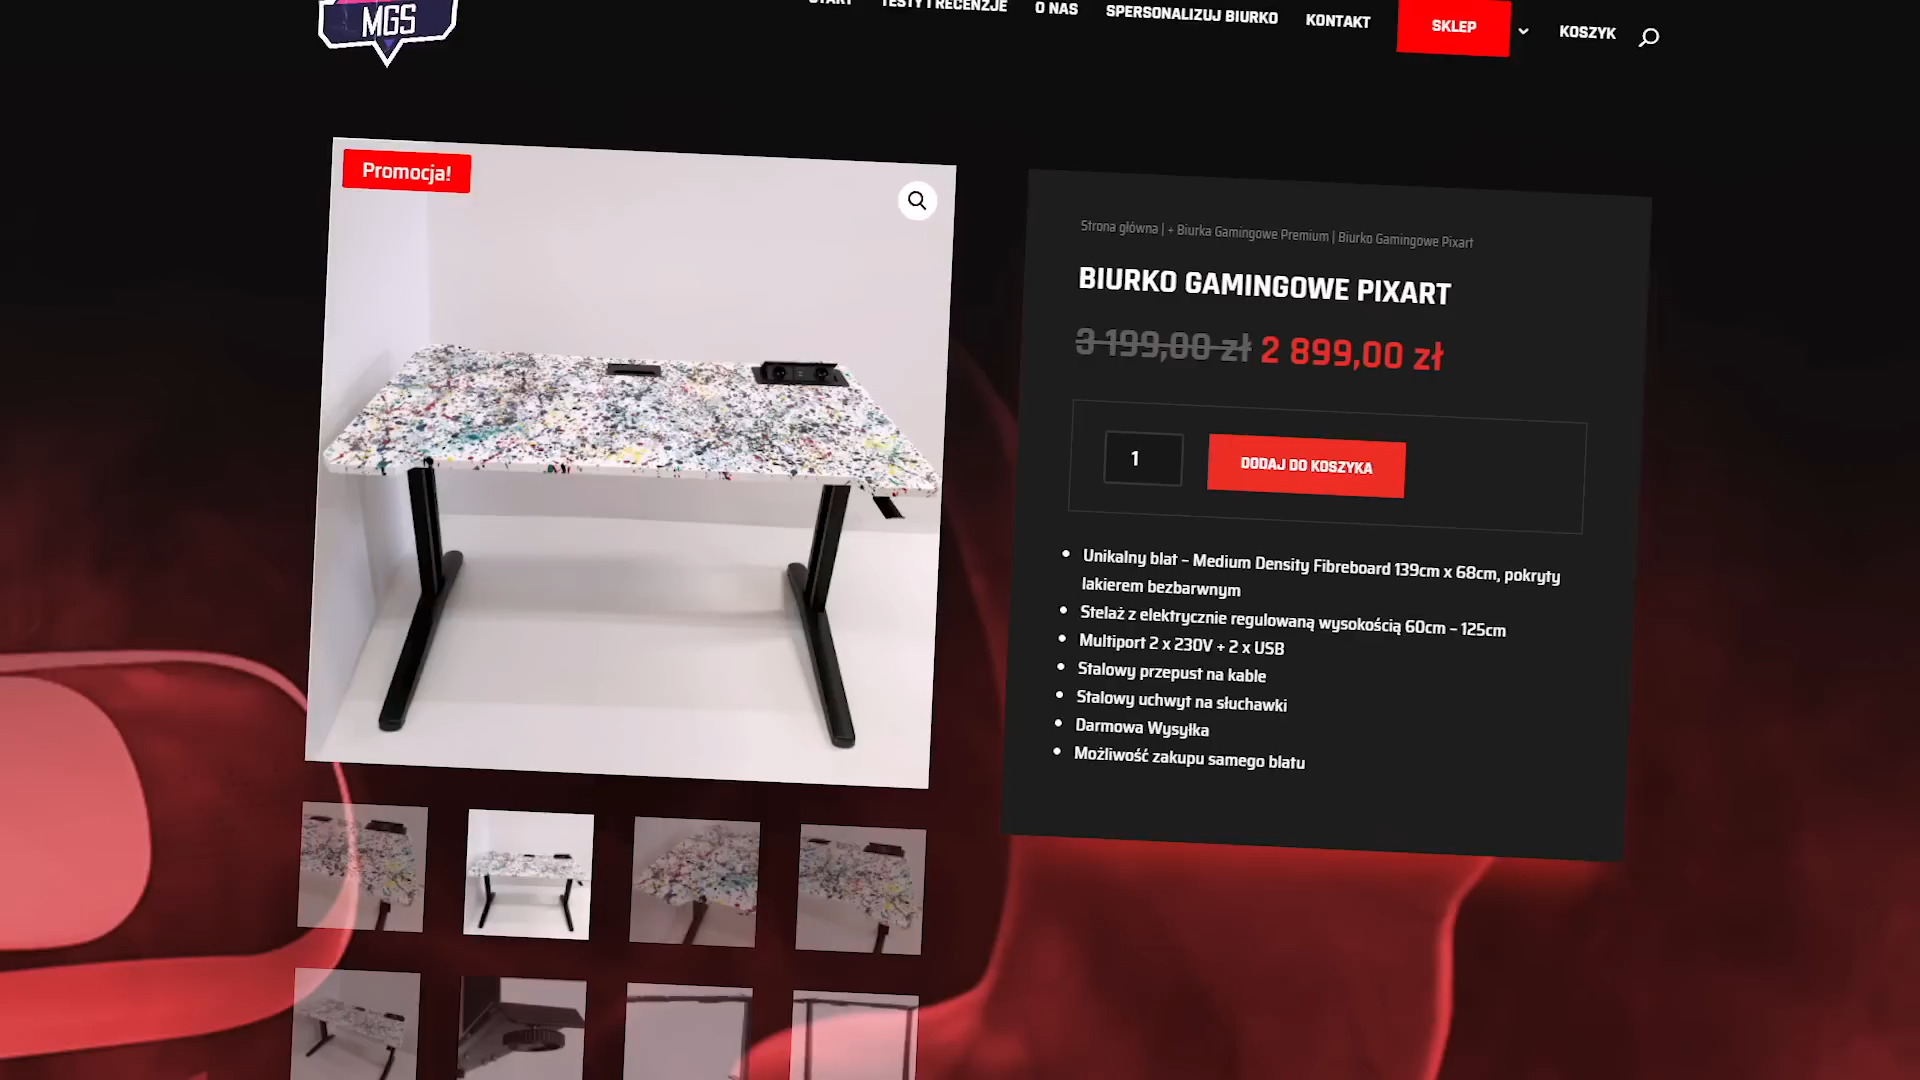 MGS
START
TESTY I RECENZJE
O NAS
SPERSONALIZUJ BIURKO
KONTAKT
SKLEP
KOSZYK
Promocja!
Strona główna | + Biurka Gamingowe Premium | Biurko Gamingowe Pixart
BIURKO GAMINGOWE PIXART
3 199,00 zł 2 899,00 zł
1
DODAJ DO KOSZYKA
Unikalny blat – Medium Density Fibreboard 139cm x 68cm, pokryty
lakierem bezbarwnym
Stelaż z elektrycznie regulowaną wysokością 60cm – 125cm
Multiport 2 x 230V + 2 x USB
Stalowy przepust na kable
Stalowy uchwyt na słuchawki
Darmowa Wysyłka
Możliwość zakupu samego blatu